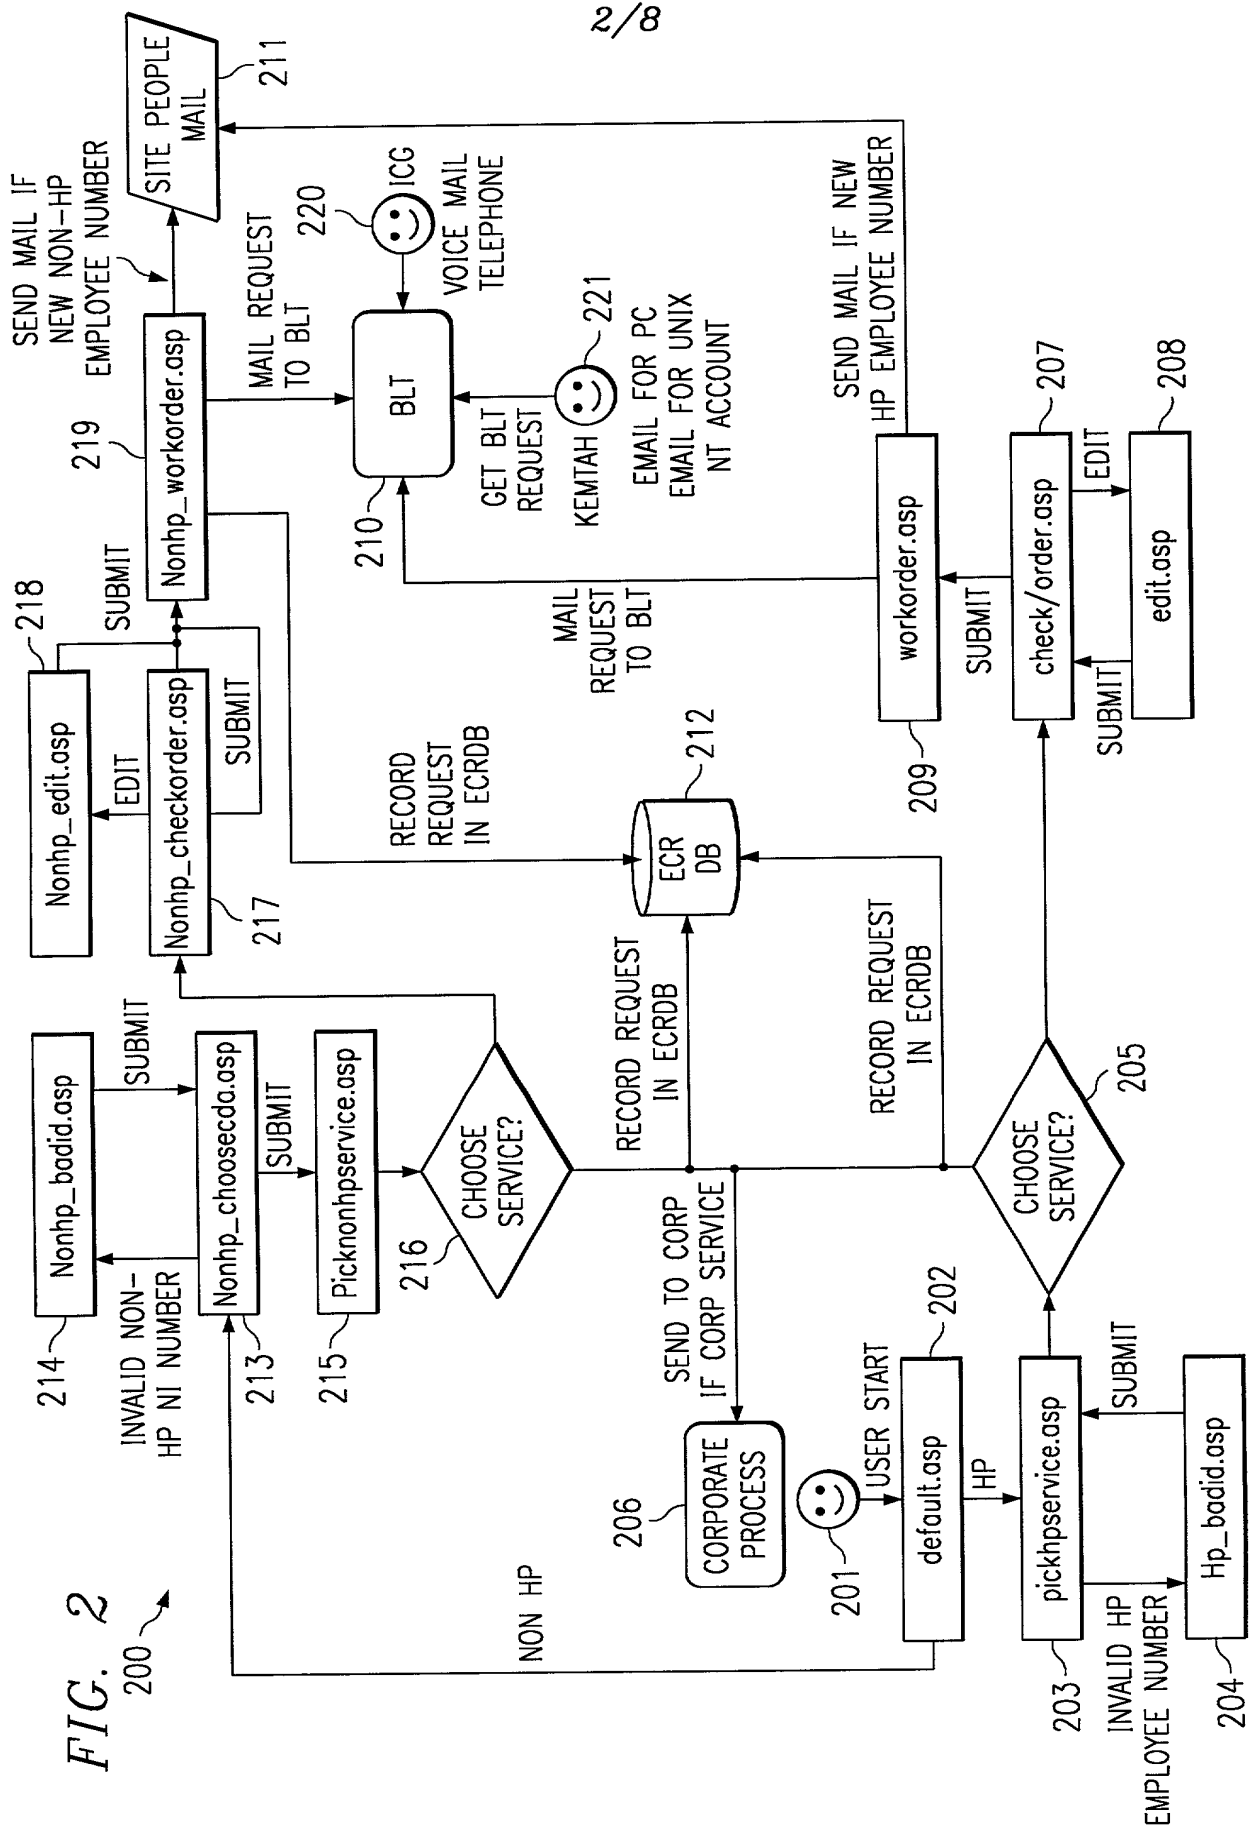 2/8
FIG. 2
200
NON HP
INVALID NON-
HP NI NUMBER
214
Nonhp_badid.asp
SUBMIT
213
Nonhp_choosecda.asp
SUBMIT
215
Picknonhpservice.asp
216
CHOOSE
SERVICE?
218
Nonhp_edit.asp
EDIT
217
Nonhp_checkorder.asp
SUBMIT
SUBMIT
219
Nonhp_workorder.asp
SEND MAIL IF
NEW NON-HP
EMPLOYEE NUMBER
SITE PEOPLE
MAIL
211
MAIL REQUEST
TO BLT
RECORD
REQUEST
IN ECRDB
210
BLT
220
ICG
VOICE MAIL
TELEPHONE
GET BLT
REQUEST
KEMTAH
221
EMAIL FOR PC
EMAIL FOR UNIX
NT ACCOUNT
MAIL
REQUEST
TO BLT
RECORD REQUEST
IN ECRDB
ECR
DB
212
RECORD REQUEST
IN ECRDB
SEND TO CORP
IF CORP SERVICE
206
CORPORATE
PROCESS
201
USER START
202
default.asp
HP
203
pickhpservice.asp
INVALID HP
EMPLOYEE NUMBER
SUBMIT
204
Hp_badid.asp
CHOOSE
SERVICE?
205
209
workorder.asp
SEND MAIL IF NEW
HP EMPLOYEE NUMBER
SUBMIT
check/order.asp
207
SUBMIT
EDIT
edit.asp
208